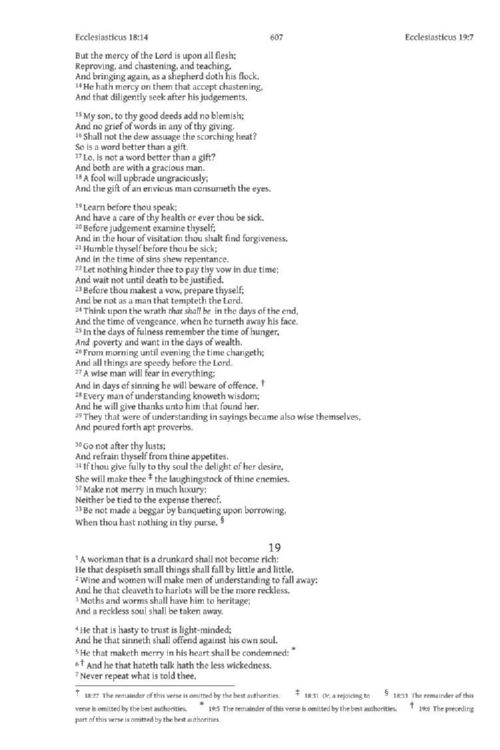 Ecclesiasticus 18:14 607 Ecclesiasticus 19:7
But the mercy of the Lord is upon all flesh;
Reproving, and chastening, and teaching,
And bringing again, as a shepherd doth his flock.
14 He hath mercy on them that accept chastening,
And that diligently seek after his judgements.
15 My son, to thy good deeds add no blemish;
And no grief of words in any of thy giving.
16 Shall not the dew assuage the scorching heat?
So is a word better than a gift.
17 Lo, is not a word better than a gift?
And both are with a gracious man.
18 A fool will upbrade ungraciously;
And the gift of an envious man consumeth the eyes.
19 Learn before thou speak;
And have a care of thy health or ever thou be sick.
20 Before judgement examine thyself;
And in the hour of visitation thou shalt find forgiveness.
21 Humble thyself before thou be sick;
And in the time of sins shew repentance.
22 Let nothing hinder thee to pay thy vow in due time;
And wait not until death to be justified.
23 Before thou makest a vow, prepare thyself;
And be not as a man that tempteth the Lord.
24 Think upon the wrath that shall be in the days of the end,
And the time of vengeance, when he turneth away his face.
25 In the days of fulness remember the time of hunger,
And poverty and want in the days of wealth.
26 From morning until evening the time changeth;
And all things are speedy before the Lord.
27 A wise man will fear in everything;
And in days of sinning he will beware of offence. †
28 Every man of understanding knoweth wisdom;
And he will give thanks unto him that found her.
29 They that were of understanding in sayings became also wise themselves,
And poured forth apt proverbs.
30 Go not after thy lusts;
And refrain thyself from thine appetites.
31 If thou give fully to thy soul the delight of her desire,
She will make thee ‡ the laughingstock of thine enemies.
32 Make not merry in much luxury;
Neither be tied to the expense thereof.
33 Be not made a beggar by banqueting upon borrowing,
When thou hast nothing in thy purse. §
19
1 A workman that is a drunkard shall not become rich:
He that despiseth small things shall fall by little and little.
2 Wine and women will make men of understanding to fall away:
And he that cleaveth to harlots will be the more reckless.
3 Moths and worms shall have him to heritage;
And a reckless soul shall be taken away.
4 He that is hasty to trust is light-minded;
And he that sinneth shall offend against his own soul.
5 He that maketh merry in his heart shall be condemned: *
6 † And he that hateth talk hath the less wickedness.
7 Never repeat what is told thee,
† 18:27 The remainder of this verse is omitted by the best authorities. ‡ 18:31 Or, a rejoicing to § 18:33 The remainder of this
verse is omitted by the best authorities. * 19:5 The remainder of this verse is omitted by the best authorities. † 19:6 The preceding
part of this verse is omitted by the best authorities.